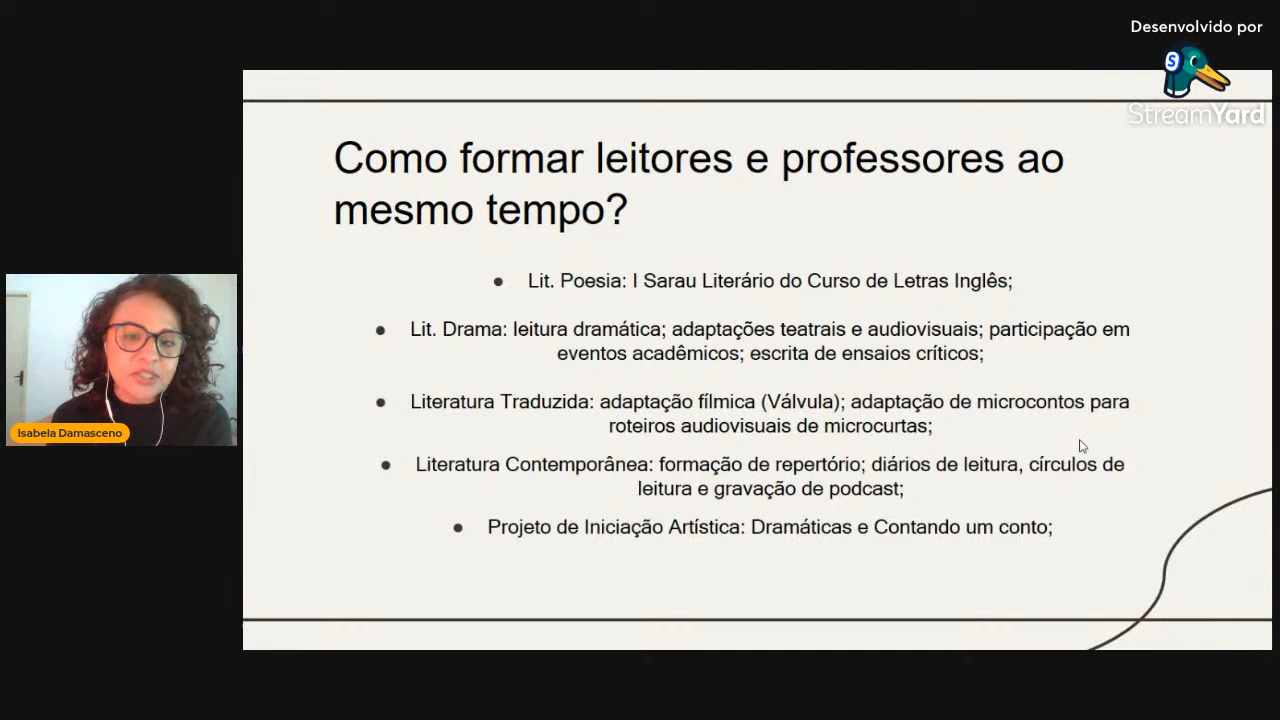 Desenvolvido por
StreamYard
Como formar leitores e professores ao
mesmo tempo?
● Lit. Poesia: I Sarau Literário do Curso de Letras Inglês;
● Lit. Drama: leitura dramática; adaptações teatrais e audiovisuais; participação em
eventos acadêmicos; escrita de ensaios críticos;
● Literatura Traduzida: adaptação fílmica (Válvula); adaptação de microcontos para
roteiros audiovisuais de microcurtas;
● Literatura Contemporânea: formação de repertório; diários de leitura, círculos de
leitura e gravação de podcast;
● Projeto de Iniciação Artística: Dramáticas e Contando um conto;
Isabela Damasceno